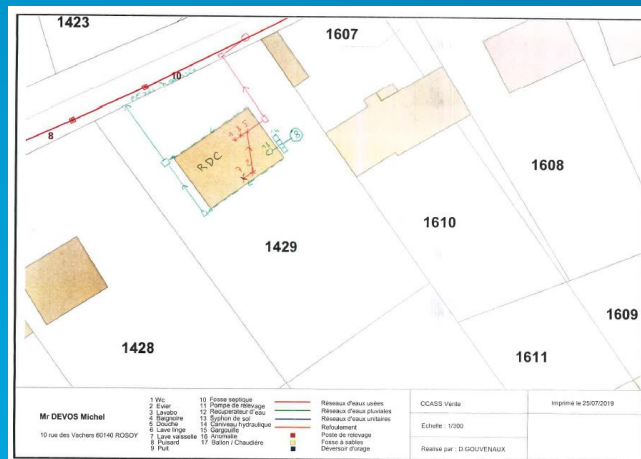 1423
1607
10
8
RDC
8
1608
1429
1610
1428
1609
1611
Mr DEVOS Michel
10 rue des Vachers 60140 ROSOY
1 Wc
2 Evier
3 Lavabo
4 Baignoire
5 Douche
6 Lave linge
7 Lave vaisselle
8 Puisard
9 Puit
10 Fosse septique
11 Pompe de relevage
12 Recuperateur d'eau
13 Syphon de sol
14 Caniveau hydraulique
15 Gargouille
16 Anomalie
17 Ballon / Chaudière
Réseaux d'eaux usées
Réseaux d'eaux pluviales
Réseaux d'eaux unitaires
Refoulement
Poste de relevage
Fosse à sables
Déversoir d'orage
CCASS Vente
Echelle : 1/300
Réalisé par : D.GOUVENAUX
Imprimé le 25/07/2019